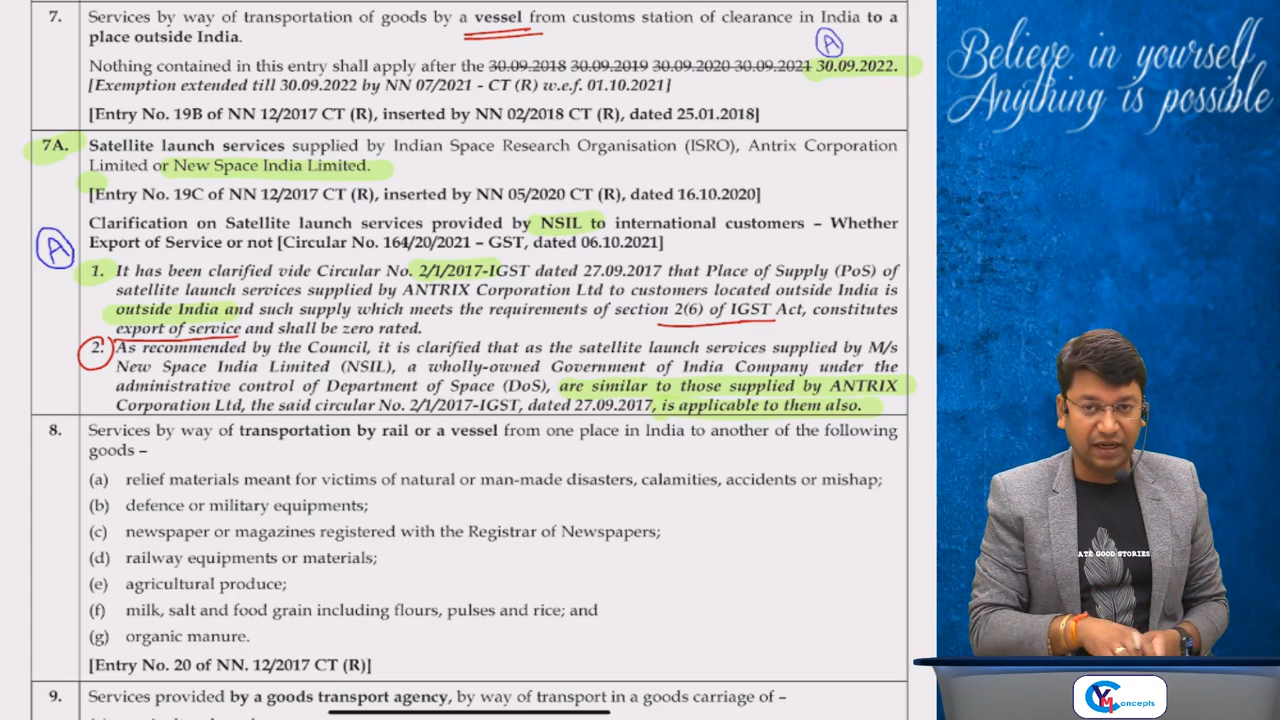 7. Services by way of transportation of goods by a vessel from customs station of clearance in India to a
place outside India.
A
Nothing contained in this entry shall apply after the 30.09.2018 30.09.2019 30.09.2020 30.09.2021 30.09.2022.
[Exemption extended till 30.09.2022 by NN 07/2021 - CT (R) w.e.f. 01.10.2021]
[Entry No. 19B of NN 12/2017 CT (R), inserted by NN 02/2018 CT (R), dated 25.01.2018]
7A. Satellite launch services supplied by Indian Space Research Organisation (ISRO), Antrix Corporation
Limited or New Space India Limited.
[Entry No. 19C of NN 12/2017 CT (R), inserted by NN 05/2020 CT (R), dated 16.10.2020]
Clarification on Satellite launch services provided by NSIL to international customers – Whether
Export of Service or not [Circular No. 164/20/2021 – GST, dated 06.10.2021]
A
1. It has been clarified vide Circular No. 2/1/2017-IGST dated 27.09.2017 that Place of Supply (PoS) of
satellite launch services supplied by ANTRIX Corporation Ltd to customers located outside India is
outside India and such supply which meets the requirements of section 2(6) of IGST Act, constitutes
export of service and shall be zero rated.
2. As recommended by the Council, it is clarified that as the satellite launch services supplied by M/s
New Space India Limited (NSIL), a wholly-owned Government of India Company under the
administrative control of Department of Space (DoS), are similar to those supplied by ANTRIX
Corporation Ltd, the said circular No. 2/1/2017-IGST, dated 27.09.2017, is applicable to them also.
8. Services by way of transportation by rail or a vessel from one place in India to another of the following
goods –
(a) relief materials meant for victims of natural or man-made disasters, calamities, accidents or mishap;
(b) defence or military equipments;
(c) newspaper or magazines registered with the Registrar of Newspapers;
(d) railway equipments or materials;
(e) agricultural produce;
(f) milk, salt and food grain including flours, pulses and rice; and
(g) organic manure.
[Entry No. 20 of NN. 12/2017 CT (R)]
9. Services provided by a goods transport agency, by way of transport in a goods carriage of –
Believe in yourself
Anything is possible
ATE GOOD STORIES
CYM
oncepts